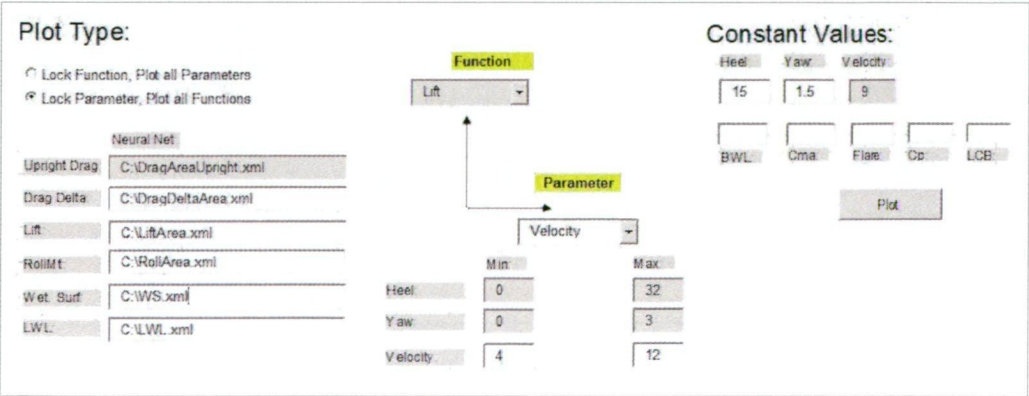 Plot Type:
Lock Function, Plot all Parameters
Lock Parameter, Plot all Functions
Neural Net
Upright Drag C:\DragAreaUpright.xml
Drag Delta: C:\DragDeltaArea.xml
Lift: C:\LiftArea.xml
RollMt: C:\RollArea.xml
Wet. Surf: C:\WS.xml
LWL: C:\LWL.xml
Function
Lift
Parameter
Velocity
Min: Max:
Heel: 0 32
Yaw: 0 3
Velocity: 4 12
Constant Values:
Heel: Yaw: Velocity:
15 1.5 9
BWL: Cma: Flare: Cp: LCB:
Plot